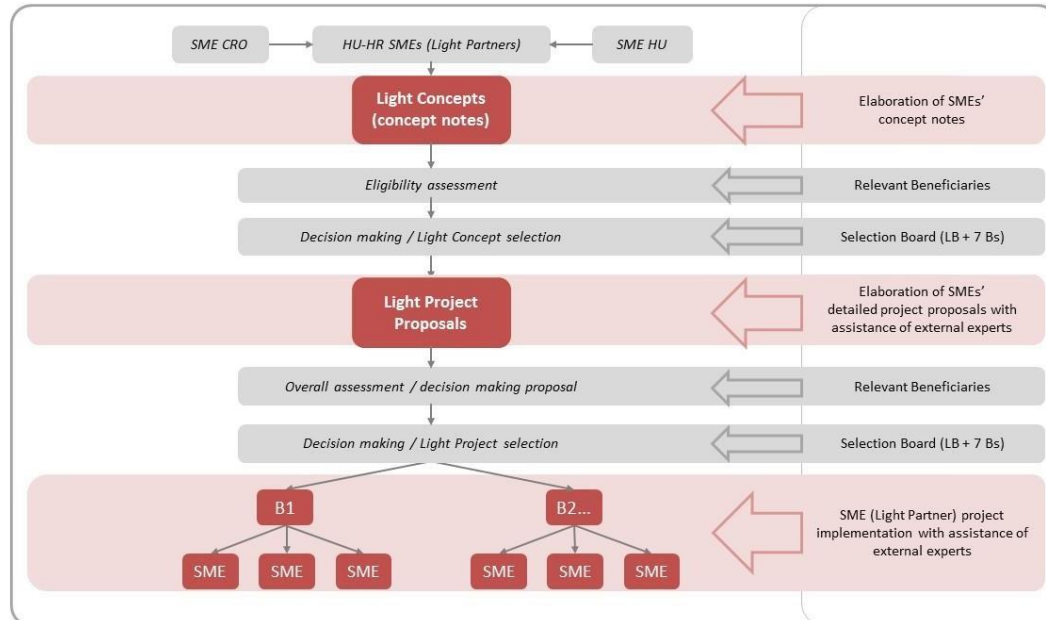 SME CRO
HU-HR SMEs (Light Partners)
SME HU
Light Concepts
(concept notes)
Elaboration of SMEs'
concept notes
Eligibility assessment
Relevant Beneficiaries
Decision making / Light Concept selection
Selection Board (LB + 7 Bs)
Light Project
Proposals
Elaboration of SMEs'
detailed project proposals with
assistance of external experts
Overall assessment / decision making proposal
Relevant Beneficiaries
Decision making / Light Project selection
Selection Board (LB + 7 Bs)
B1
B2...
SME (Light Partner) project
implementation with assistance of
external experts
SME
SME
SME
SME
SME
SME